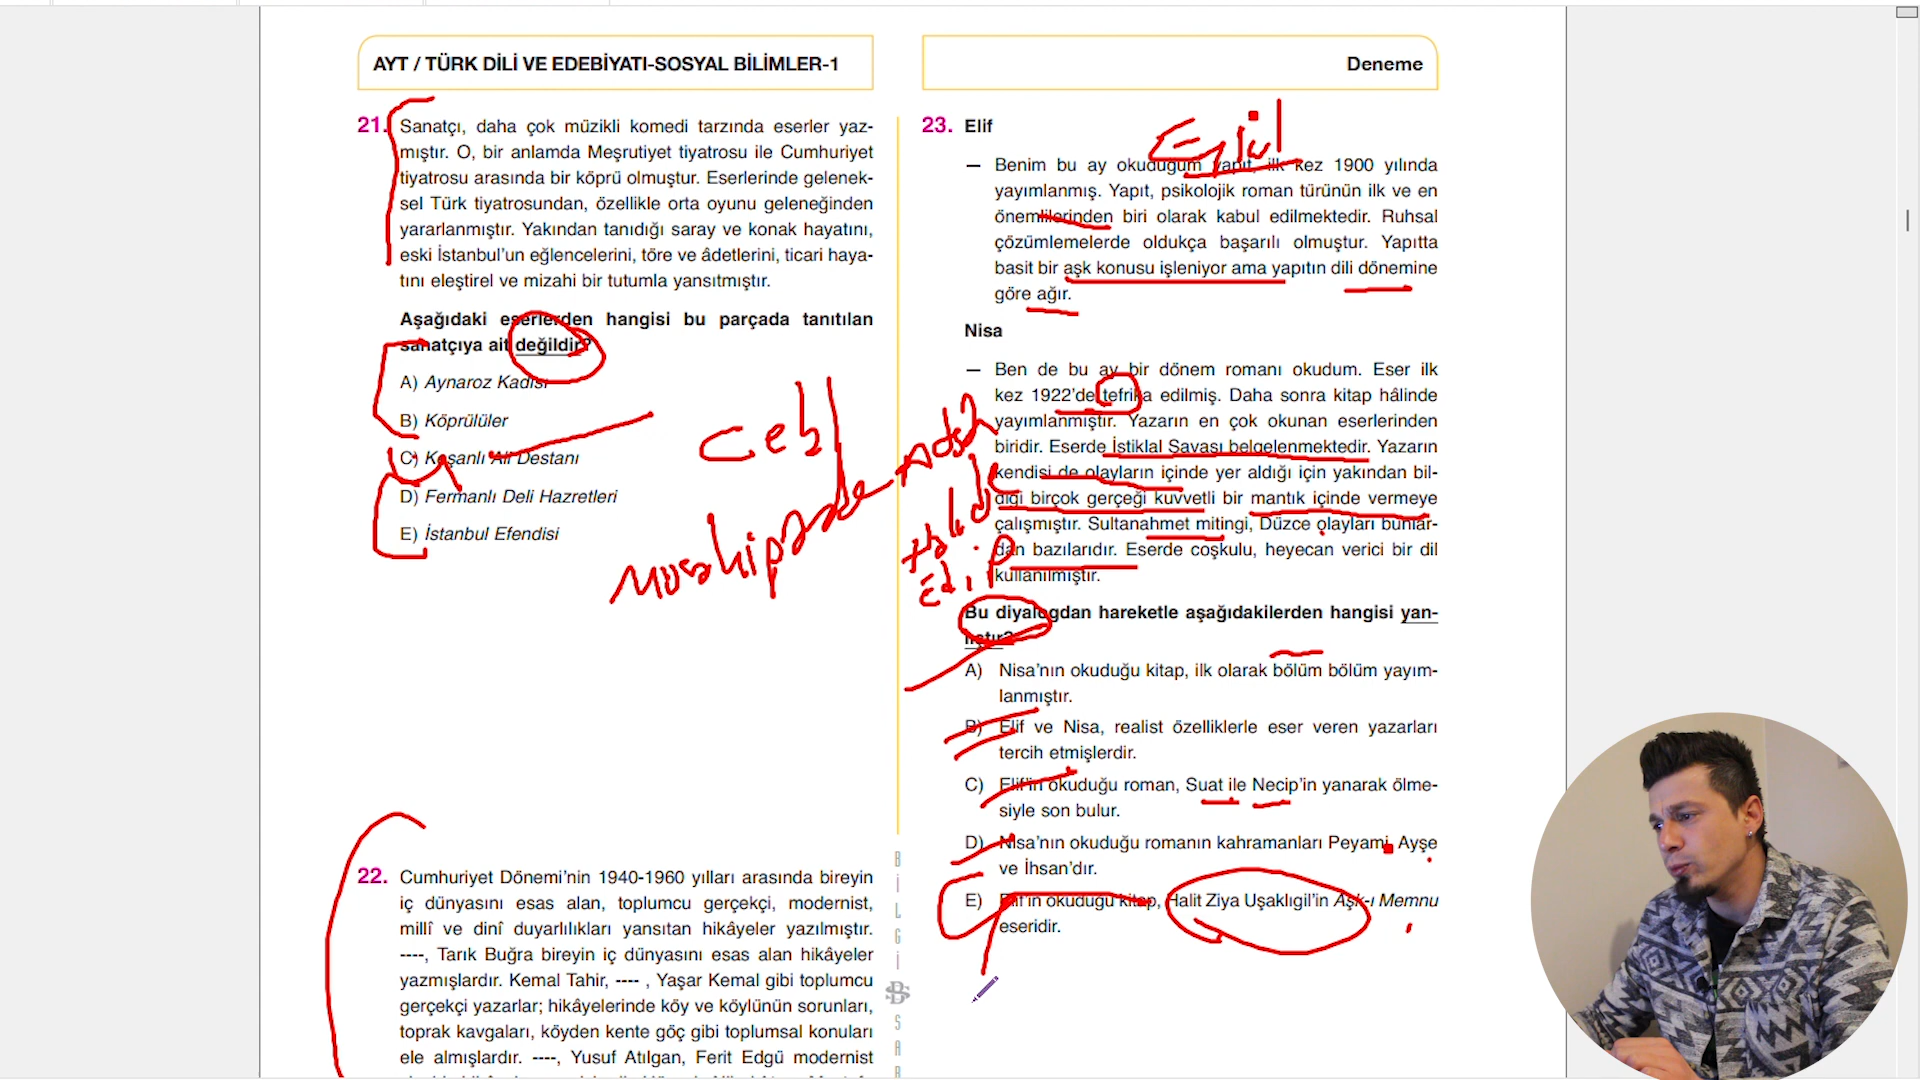 AYT / TÜRK DİLİ VE EDEBİYATI-SOSYAL BİLİMLER-1
Deneme
21. Sanatçı, daha çok müzikli komedi tarzında eserler yaz-
mıştır. O, bir anlamda Meşrutiyet tiyatrosu ile Cumhuriyet
tiyatrosu arasında bir köprü olmuştur. Eserlerinde gelenek-
sel Türk tiyatrosundan, özellikle orta oyunu geleneğinden
yararlanmıştır. Yakından tanıdığı saray ve konak hayatını,
eski İstanbul'un eğlencelerini, töre ve âdetlerini, ticari haya-
tını eleştirel ve mizahi bir tutumla yansıtmıştır.
Aşağıdaki eserlerden hangisi bu parçada tanıtılan
sanatçıya ait değildir?
A) Aynaroz Kadısı
B) Köprülüler
C) Keşanlı Ali Destanı
D) Fermanlı Deli Hazretleri
E) İstanbul Efendisi
Musahipzade
Celal
22. Cumhuriyet Dönemi'nin 1940-1960 yılları arasında bireyin
iç dünyasını esas alan, toplumcu gerçekçi, modernist,
millî ve dinî duyarlılıkları yansıtan hikâyeler yazılmıştır.
----, Tarık Buğra bireyin iç dünyasını esas alan hikâyeler
yazmışlardır. Kemal Tahir, ---- , Yaşar Kemal gibi toplumcu
gerçekçi yazarlar; hikâyelerinde köy ve köylünün sorunları,
toprak kavgaları, köyden kente göç gibi toplumsal konuları
ele almışlardır. ----, Yusuf Atılgan, Ferit Edgü modernist
23. Elif
Eylül
— Benim bu ay okuduğum yapıt, ilk kez 1900 yılında
yayımlanmış. Yapıt, psikolojik roman türünün ilk ve en
önemlilerinden biri olarak kabul edilmektedir. Ruhsal
çözümlemelerde oldukça başarılı olmuştur. Yapıtta
basit bir aşk konusu işleniyor ama yapıtın dili dönemine
göre ağır.
Nisa
— Ben de bu ay bir dönem romanı okudum. Eser ilk
kez 1922'de tefrika edilmiş. Daha sonra kitap hâlinde
yayımlanmıştır. Yazarın en çok okunan eserlerinden
biridir. Eserde İstiklal Savaşı belgelenmektedir. Yazarın
kendisi de olayların içinde yer aldığı için yakından bil-
diği birçok gerçeği kuvvetli bir mantık içinde vermeye
çalışmıştır. Sultanahmet mitingi, Düzce olayları bunlar-
dan bazılarıdır. Eserde coşkulu, heyecan verici bir dil
kullanılmıştır.
Halide
Edip
Bu diyalogdan hareketle aşağıdakilerden hangisi yan-
lıştır?
A) Nisa'nın okuduğu kitap, ilk olarak bölüm bölüm yayım-
lanmıştır.
B) Elif ve Nisa, realist özelliklerle eser veren yazarları
tercih etmişlerdir.
C) Elif'in okuduğu roman, Suat ile Necip'in yanarak ölme-
siyle son bulur.
D) Nisa'nın okuduğu romanın kahramanları Peyami, Ayşe
ve İhsan'dır.
E) Elif'in okuduğu kitap, Halit Ziya Uşaklıgil'in Aşk-ı Memnu
eseridir.
BİLGİ
SAR